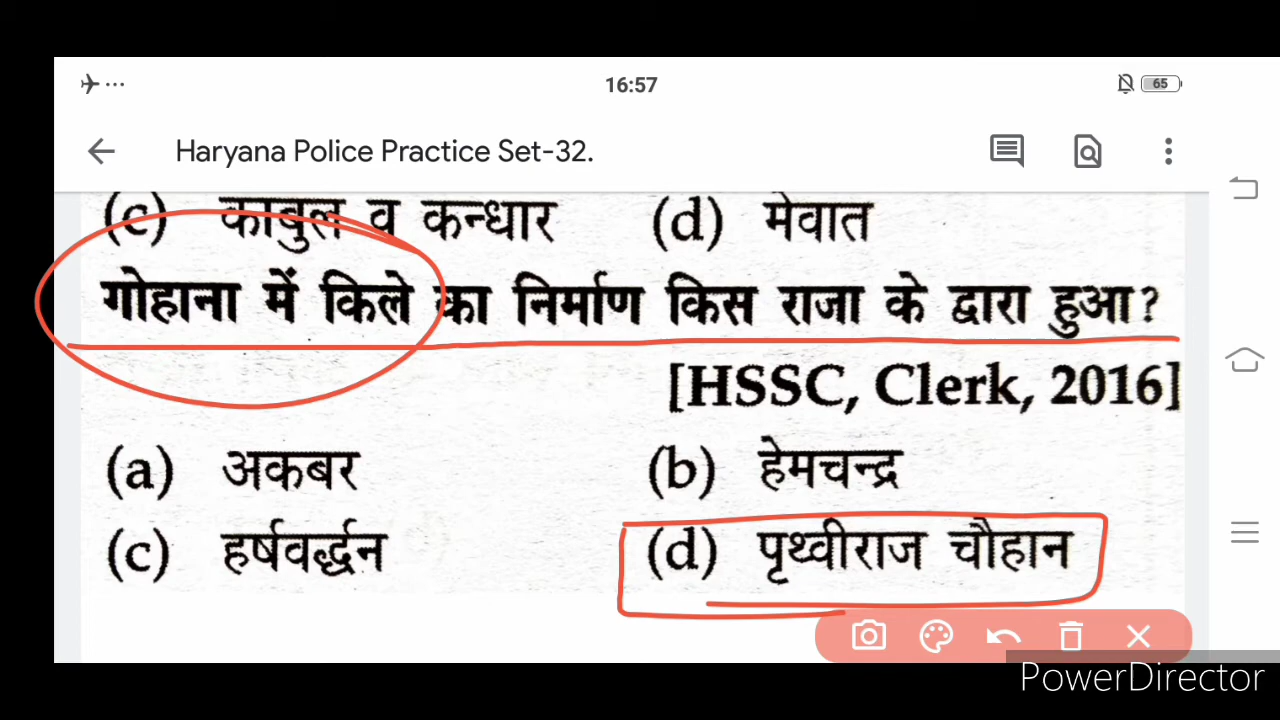 16:57
65
Haryana Police Practice Set-32.
(c) काबुल व कन्धार (d) मेवात
गोहाना में किले का निर्माण किस राजा के द्वारा हुआ?
[HSSC, Clerk, 2016]
(a) अकबर (b) हेमचन्द्र
(c) हर्षवर्द्धन (d) पृथ्वीराज चौहान
PowerDirector